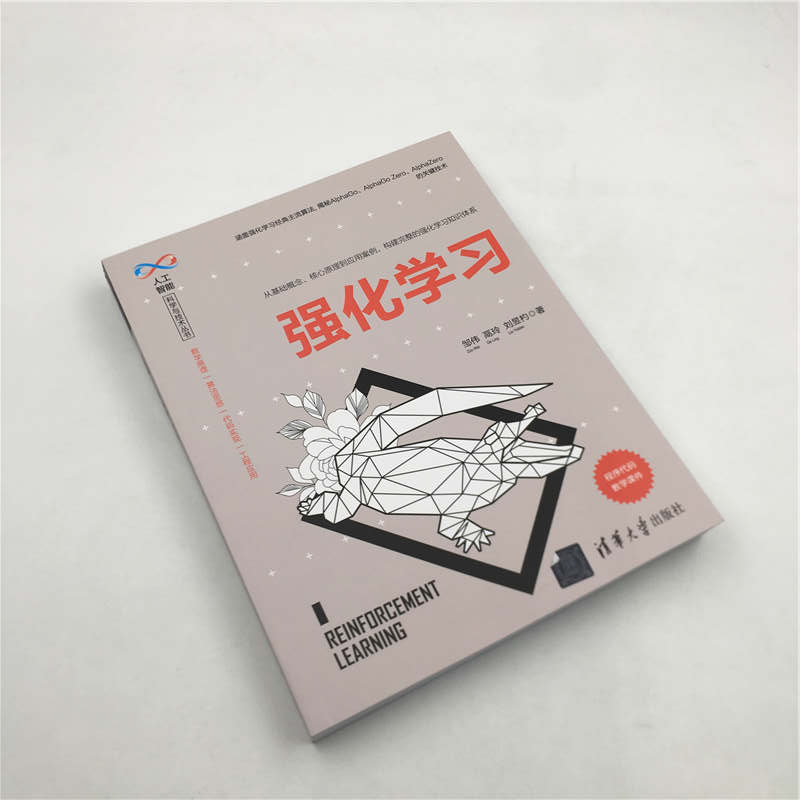 涵盖强化学习经典主流算法,揭秘AlphaGo、AlphaGo Zero、AlphaZero
的关键技术
从基础概念、核心原理到应用案例,构建完整的强化学习知识体系
人工
智能
科学与技术丛书
强化学习
邹伟 鬲玲 刘昱杓◎著
程序代码
教学课件
清华大学出版社
REINFORCEMENT
LEARNING